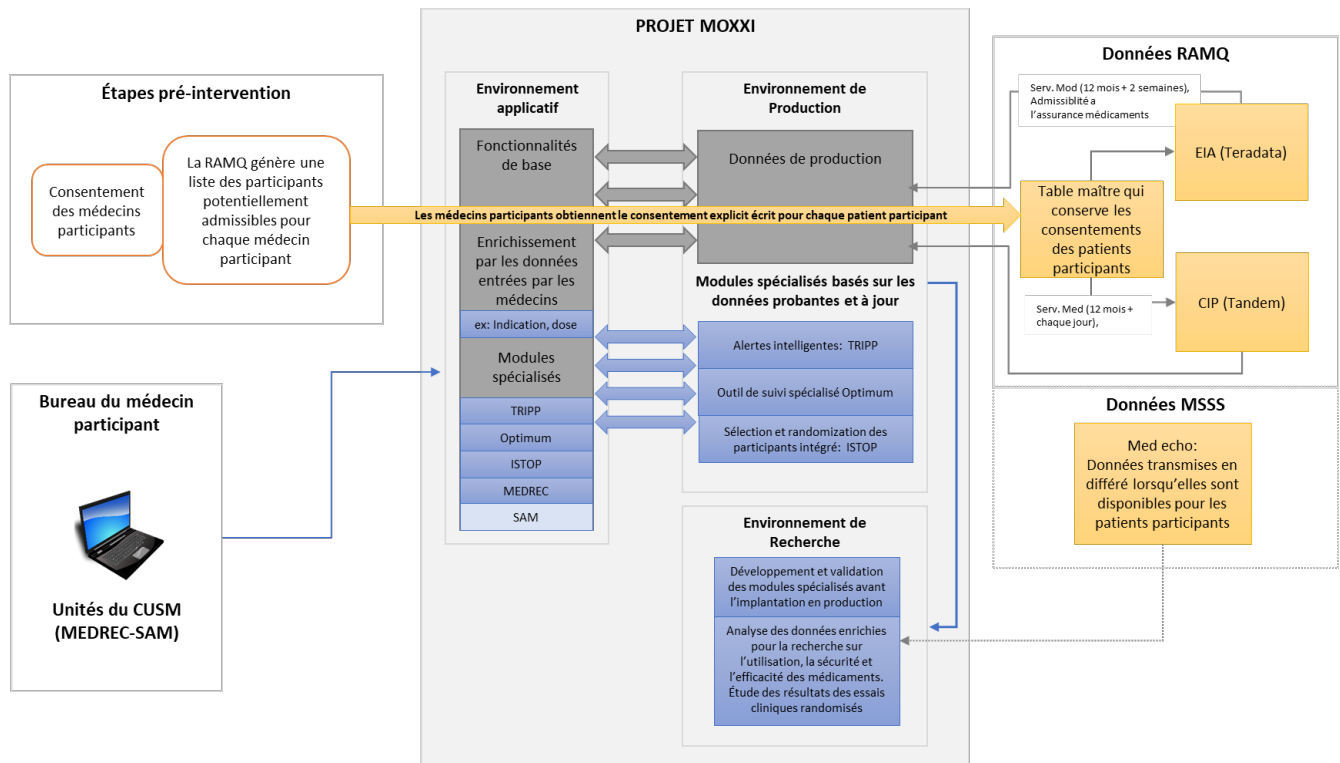 PROJET MOXXI
Étapes pré-intervention
Consentement
des médecins
participants
La RAMQ génère une
liste des participants
potentiellement
admissibles pour
chaque médecin
participant
Les médecins participants obtiennent le consentement explicit écrit pour chaque patient participant
Bureau du médecin
participant
Unités du CUSM
(MEDREC-SAM)
Environnement
applicatif
Fonctionnalités
de base
Enrichissement
par les données
entrées par les
médecins
ex: Indication, dose
Modules
spécialisés
TRIPP
Optimum
ISTOP
MEDREC
SAM
Environnement de
Production
Données de production
Modules spécialisés basés sur les
données probantes et à jour
Alertes intelligentes: TRIPP
Outil de suivi spécialisé Optimum
Sélection et randomization des
participants intégré: ISTOP
Environnement de
Recherche
Développement et validation
des modules spécialisés avant
l'implantation en production
Analyse des données enrichies
pour la recherche sur
l'utilisation, la sécurité et
l'efficacité des médicaments.
Étude des résultats des essais
cliniques randomisés
Données RAMQ
Serv. Mod (12 mois + 2 semaines),
Admissiblité a
l'assurance médicaments
EIA (Teradata)
Table maître qui
conserve les
consentements
des patients
participants
Serv. Med (12 mois +
chaque jour),
CIP (Tandem)
Données MSSS
Med echo:
Données transmises en
différé lorsqu'elles sont
disponibles pour les
patients participants